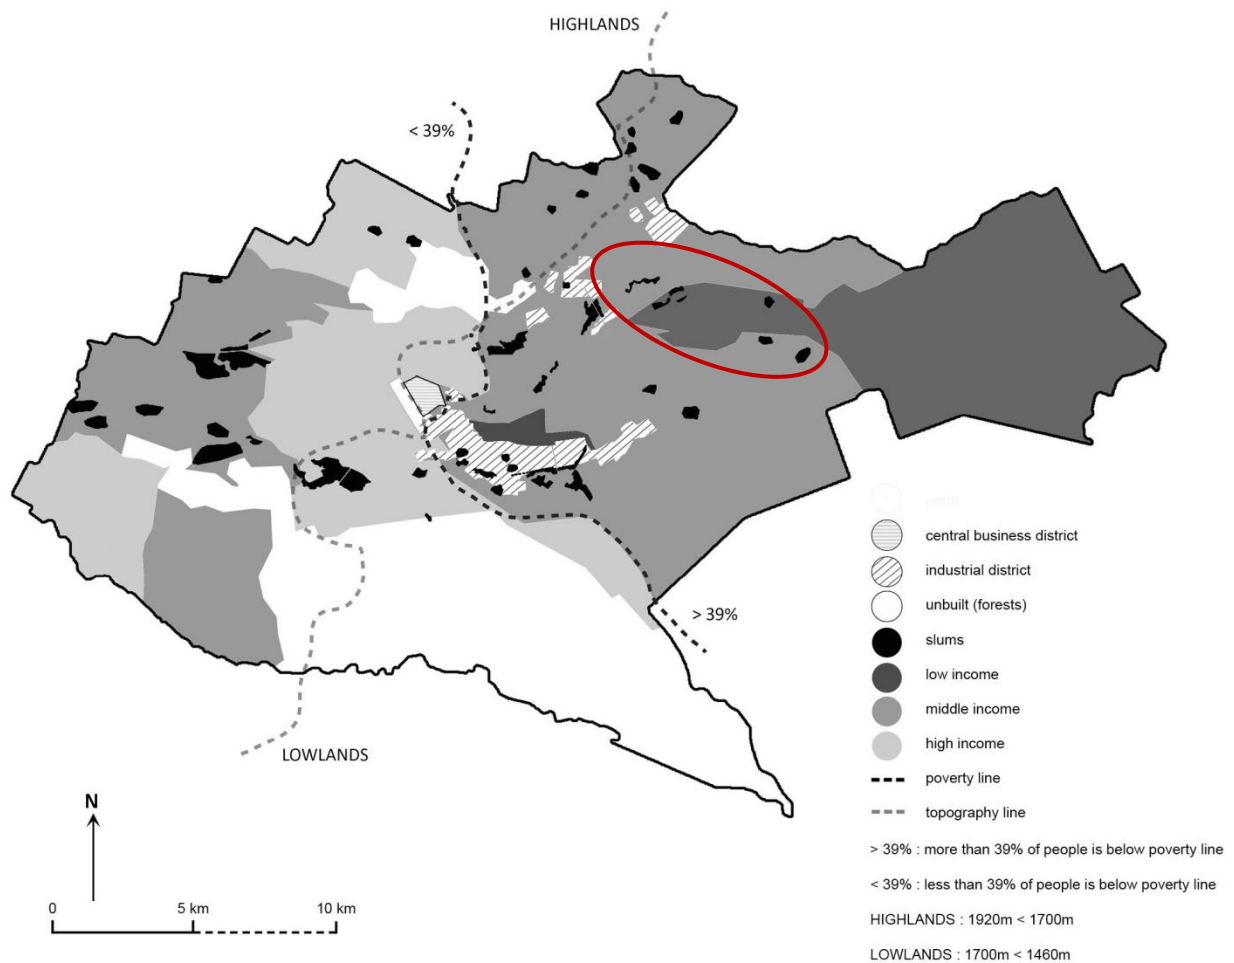 HIGHLANDS
< 39%
> 39%
LOWLANDS
N
0 5 km 10 km
north
central business district
industrial district
unbuilt (forests)
slums
low income
middle income
high income
poverty line
topography line
> 39% : more than 39% of people is below poverty line
< 39% : less than 39% of people is below poverty line
HIGHLANDS : 1920m < 1700m
LOWLANDS : 1700m < 1460m